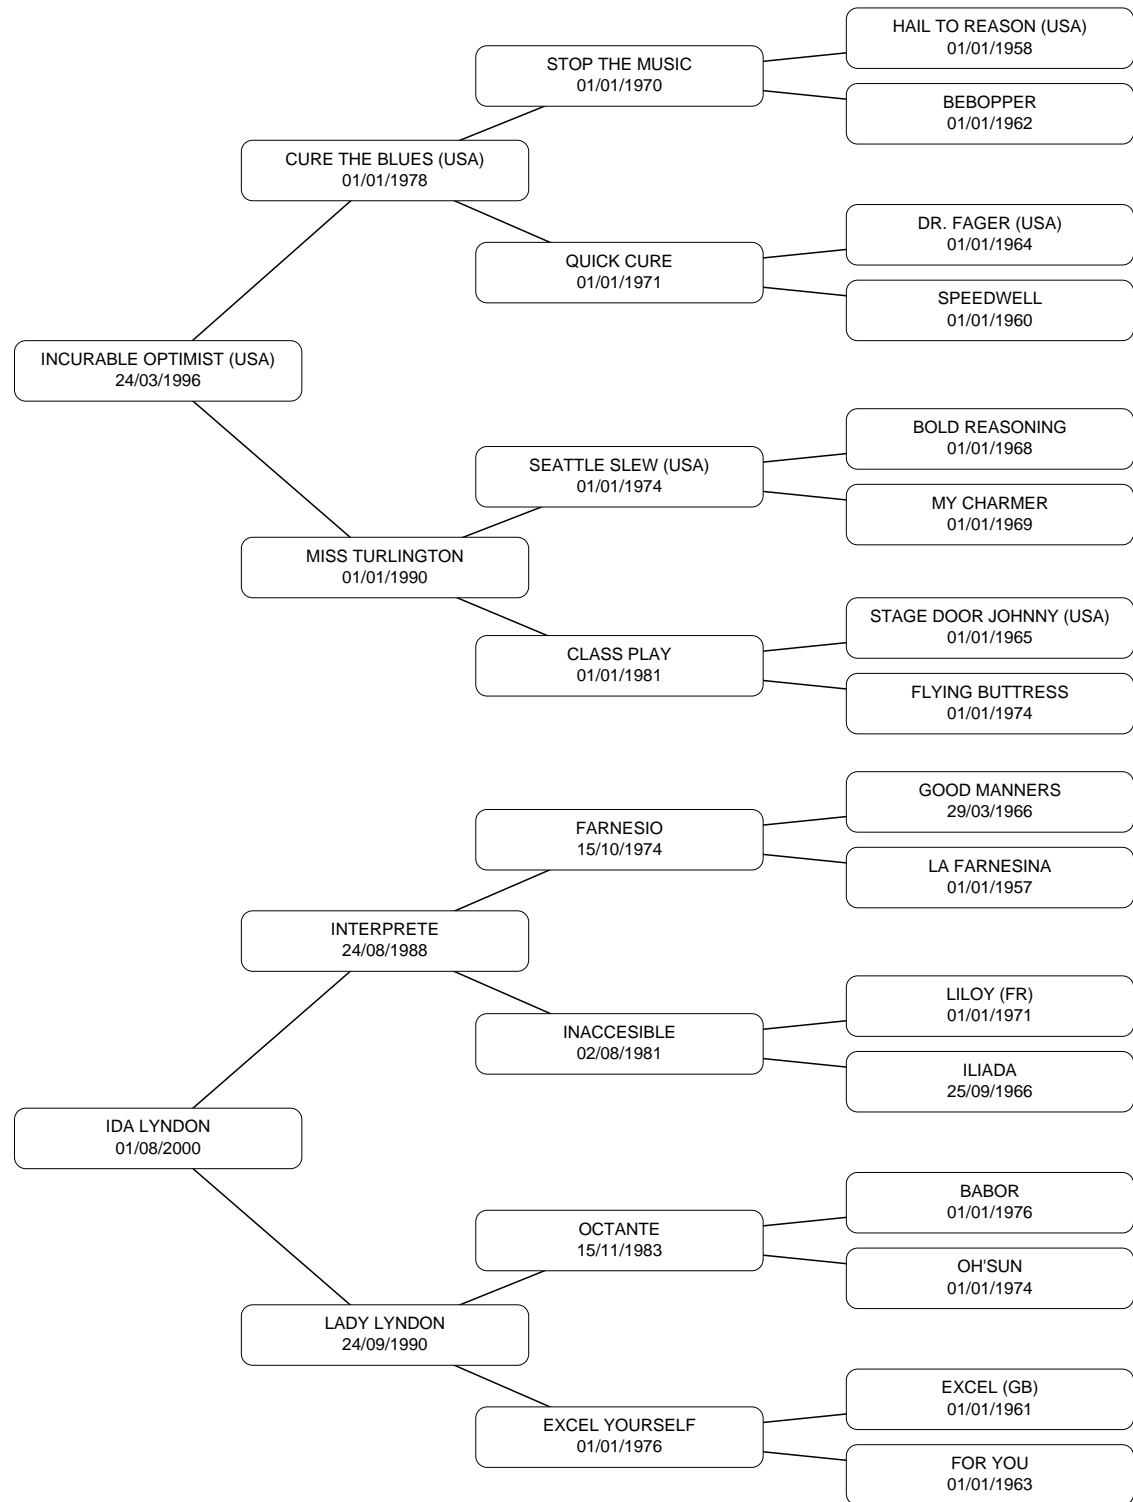 HAIL TO REASON (USA)
01/01/1958
STOP THE MUSIC
01/01/1970
BEBOPPER
01/01/1962
CURE THE BLUES (USA)
01/01/1978
DR. FAGER (USA)
01/01/1964
QUICK CURE
01/01/1971
SPEEDWELL
01/01/1960
INCURABLE OPTIMIST (USA)
24/03/1996
BOLD REASONING
01/01/1968
SEATTLE SLEW (USA)
01/01/1974
MY CHARMER
01/01/1969
MISS TURLINGTON
01/01/1990
STAGE DOOR JOHNNY (USA)
01/01/1965
CLASS PLAY
01/01/1981
FLYING BUTTRESS
01/01/1974
GOOD MANNERS
29/03/1966
FARNESIO
15/10/1974
LA FARNESINA
01/01/1957
INTERPRETE
24/08/1988
LILOY (FR)
01/01/1971
INACCESIBLE
02/08/1981
ILIADA
25/09/1966
IDA LYNDON
01/08/2000
BABOR
01/01/1976
OCTANTE
15/11/1983
OH'SUN
01/01/1974
LADY LYNDON
24/09/1990
EXCEL (GB)
01/01/1961
EXCEL YOURSELF
01/01/1976
FOR YOU
01/01/1963